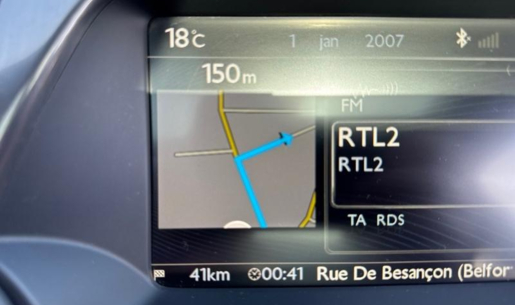 18°C 1 jan 2007
150m
FM
RTL2
RTL2
TA RDS
41km 00:41 Rue De Besançon (Belfor